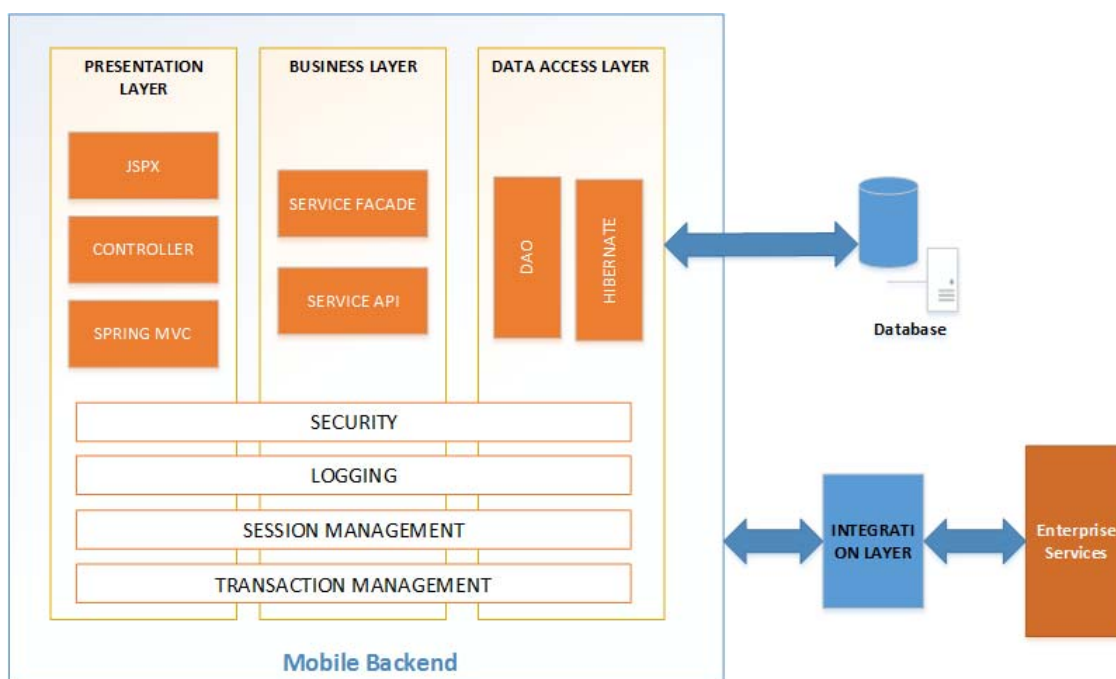 PRESENTATION
LAYER
JSPX
CONTROLLER
SPRING MVC
BUSINESS LAYER
SERVICE FACADE
SERVICE API
DATA ACCESS LAYER
DAO
HIBERNATE
SECURITY
LOGGING
SESSION MANAGEMENT
TRANSACTION MANAGEMENT
Mobile Backend
Database
INTEGRATI
ON LAYER
Enterprise
Services